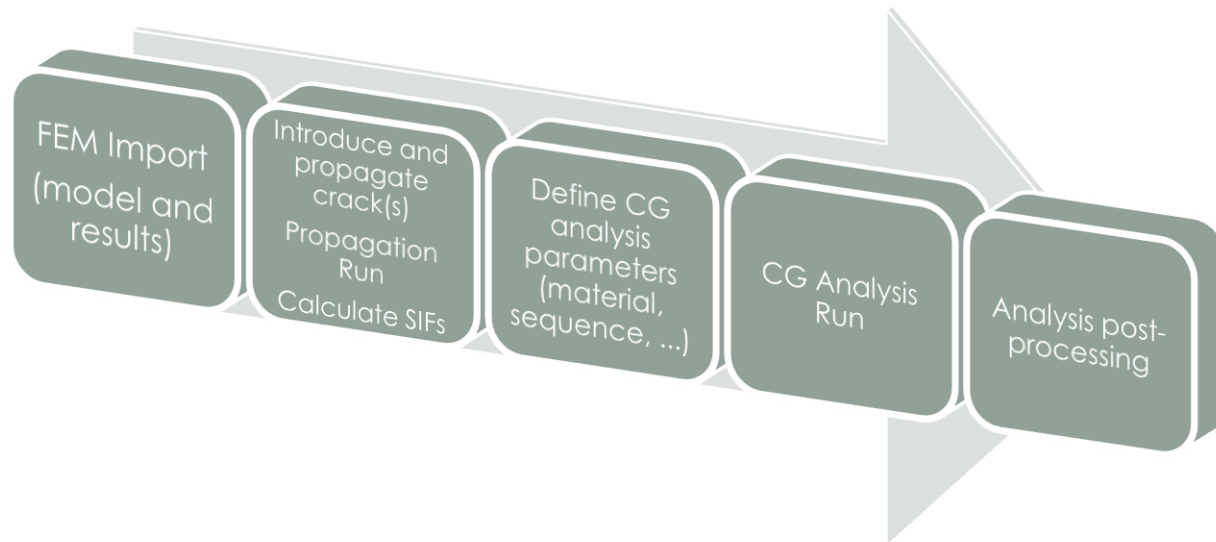 FEM Import
(model and
results)
Introduce and
propagate
crack(s)
Propagation
Run
Calculate SIFs
Define CG
analysis
parameters
(material,
sequence, ...)
CG Analysis
Run
Analysis post-
processing